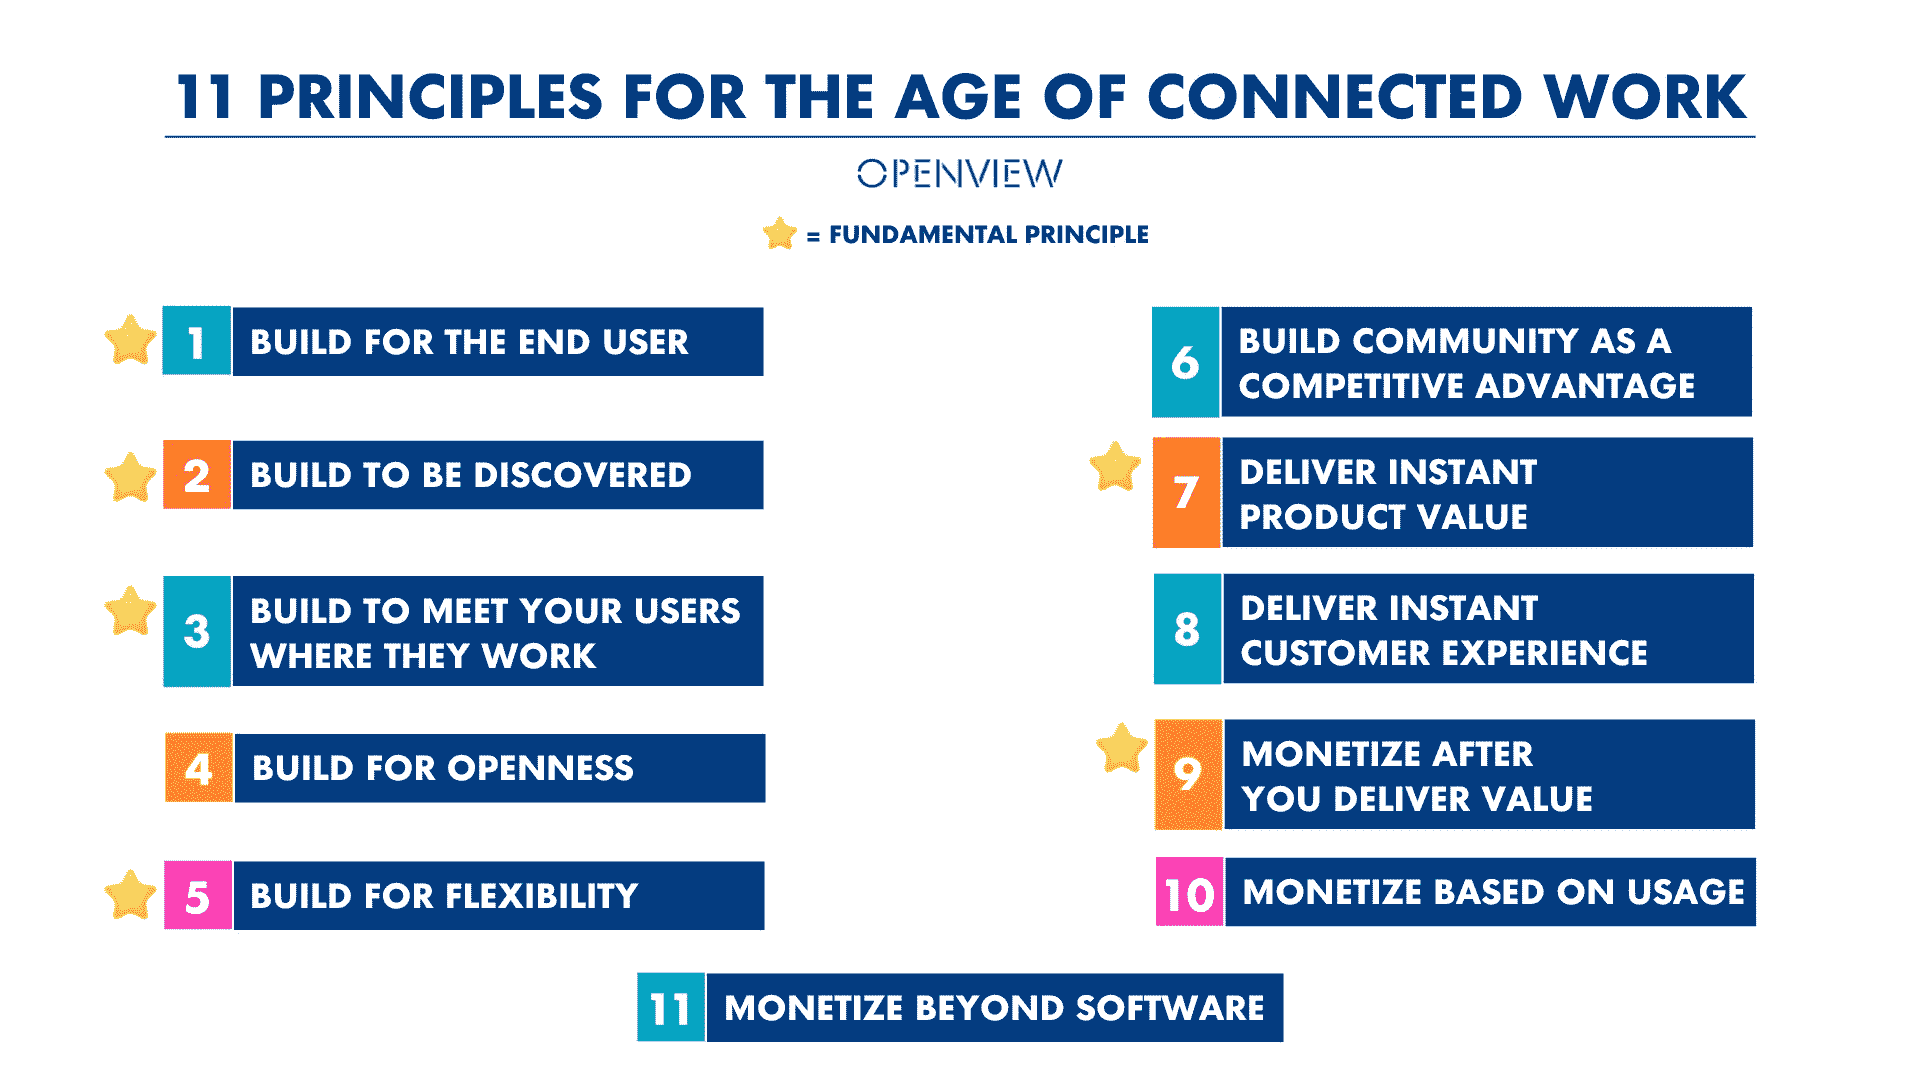 11 PRINCIPLES FOR THE AGE OF CONNECTED WORK
OPENVIEW
= FUNDAMENTAL PRINCIPLE
1 BUILD FOR THE END USER
2 BUILD TO BE DISCOVERED
3 BUILD TO MEET YOUR USERS
WHERE THEY WORK
4 BUILD FOR OPENNESS
5 BUILD FOR FLEXIBILITY
6 BUILD COMMUNITY AS A
COMPETITIVE ADVANTAGE
7 DELIVER INSTANT
PRODUCT VALUE
8 DELIVER INSTANT
CUSTOMER EXPERIENCE
9 MONETIZE AFTER
YOU DELIVER VALUE
10 MONETIZE BASED ON USAGE
11 MONETIZE BEYOND SOFTWARE